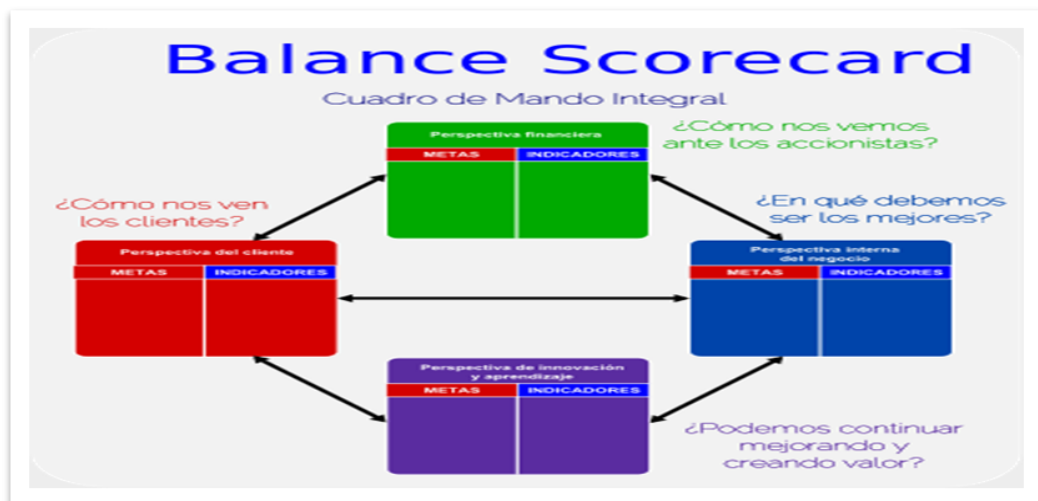 Balance Scorecard
Cuadro de Mando Integral
Perspectiva financiera
METAS INDICADORES
¿Cómo nos vemos
ante los accionistas?
¿Cómo nos ven
los clientes?
¿En qué debemos
ser los mejores?
Perspectiva del cliente
METAS INDICADORES
Perspectiva interna
del negocio
METAS INDICADORES
Perspectiva de innovación
y aprendizaje
METAS INDICADORES
¿Podemos continuar
mejorando y
creando valor?